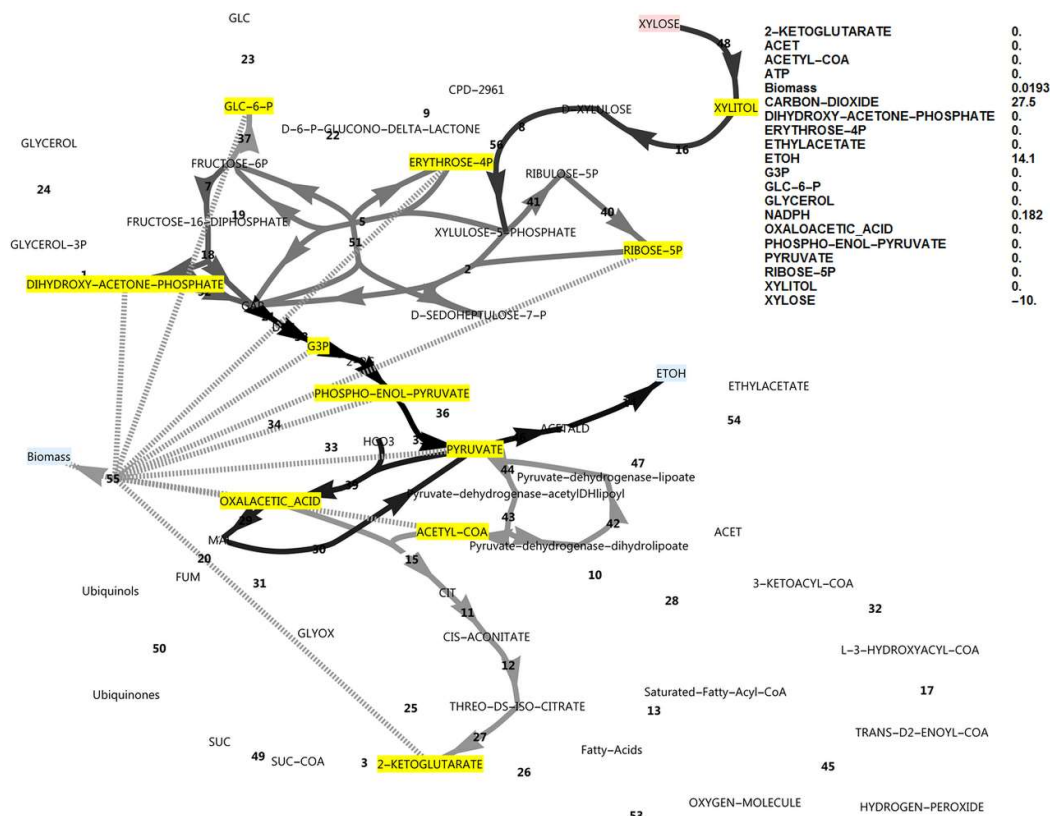 GLC
XYLOSE
2−KETOGLUTARATE 0.
48
ACET 0.
23
ACETYL−COA 0.
ATP 0.
Biomass 0.0193
CPD−2961
CARBON−DIOXIDE 27.5
GLC−6−P
9
D−XYLULOSE
XYLITOL
DIHYDROXY−ACETONE−PHOSPHATE 0.
D−6−P−GLUCONO−DELTA−LACTONE
8
ERYTHROSE−4P 0.
37
22
56
16
ETHYLACETATE 0.
GLYCEROL
ETOH 14.1
FRUCTOSE−6P
ERYTHROSE−4P
G3P 0.
7
RIBULOSE−5P
GLC−6−P 0.
24
41
GLYCEROL 0.
19
40
NADPH 0.182
FRUCTOSE−16−DIPHOSPHATE
5
XYLULOSE−5−PHOSPHATE
OXALOACETIC_ACID 0.
GLYCEROL−3P
51
RIBOSE−5P
PHOSPHO−ENOL−PYRUVATE 0.
18
PYRUVATE 0.
1
2
RIBOSE−5P 0.
DIHYDROXY−ACETONE−PHOSPHATE
XYLITOL 0.
XYLOSE −10.
GAP
D−SEDOHEPTULOSE−7−P
G3P
ETOH
ETHYLACETATE
PHOSPHO−ENOL−PYRUVATE
36
54
34
ACETALD
33
HCO3
PYRUVATE
Biomass
47
44
55
Pyruvate−dehydrogenase−lipoate
39
Pyruvate−dehydrogenase−acetylDHlipoyl
OXALACETIC_ACID
43
42
29
ACETYL−COA
ACET
MAL
30
Pyruvate−dehydrogenase−dihydrolipoate
20
15
FUM
31
10
3−KETOACYL−COA
Ubiquinols
CIT
28
32
11
GLYOX
CIS−ACONITATE
50
L−3−HYDROXYACYL−COA
12
Ubiquinones
Saturated−Fatty−Acyl−CoA
17
25
THREO−DS−ISO−CITRATE
13
TRANS−D2−ENOYL−COA
SUC
27
Fatty−Acids
49
SUC−COA
3
2−KETOGLUTARATE
26
45
OXYGEN−MOLECULE
HYDROGEN−PEROXIDE
53